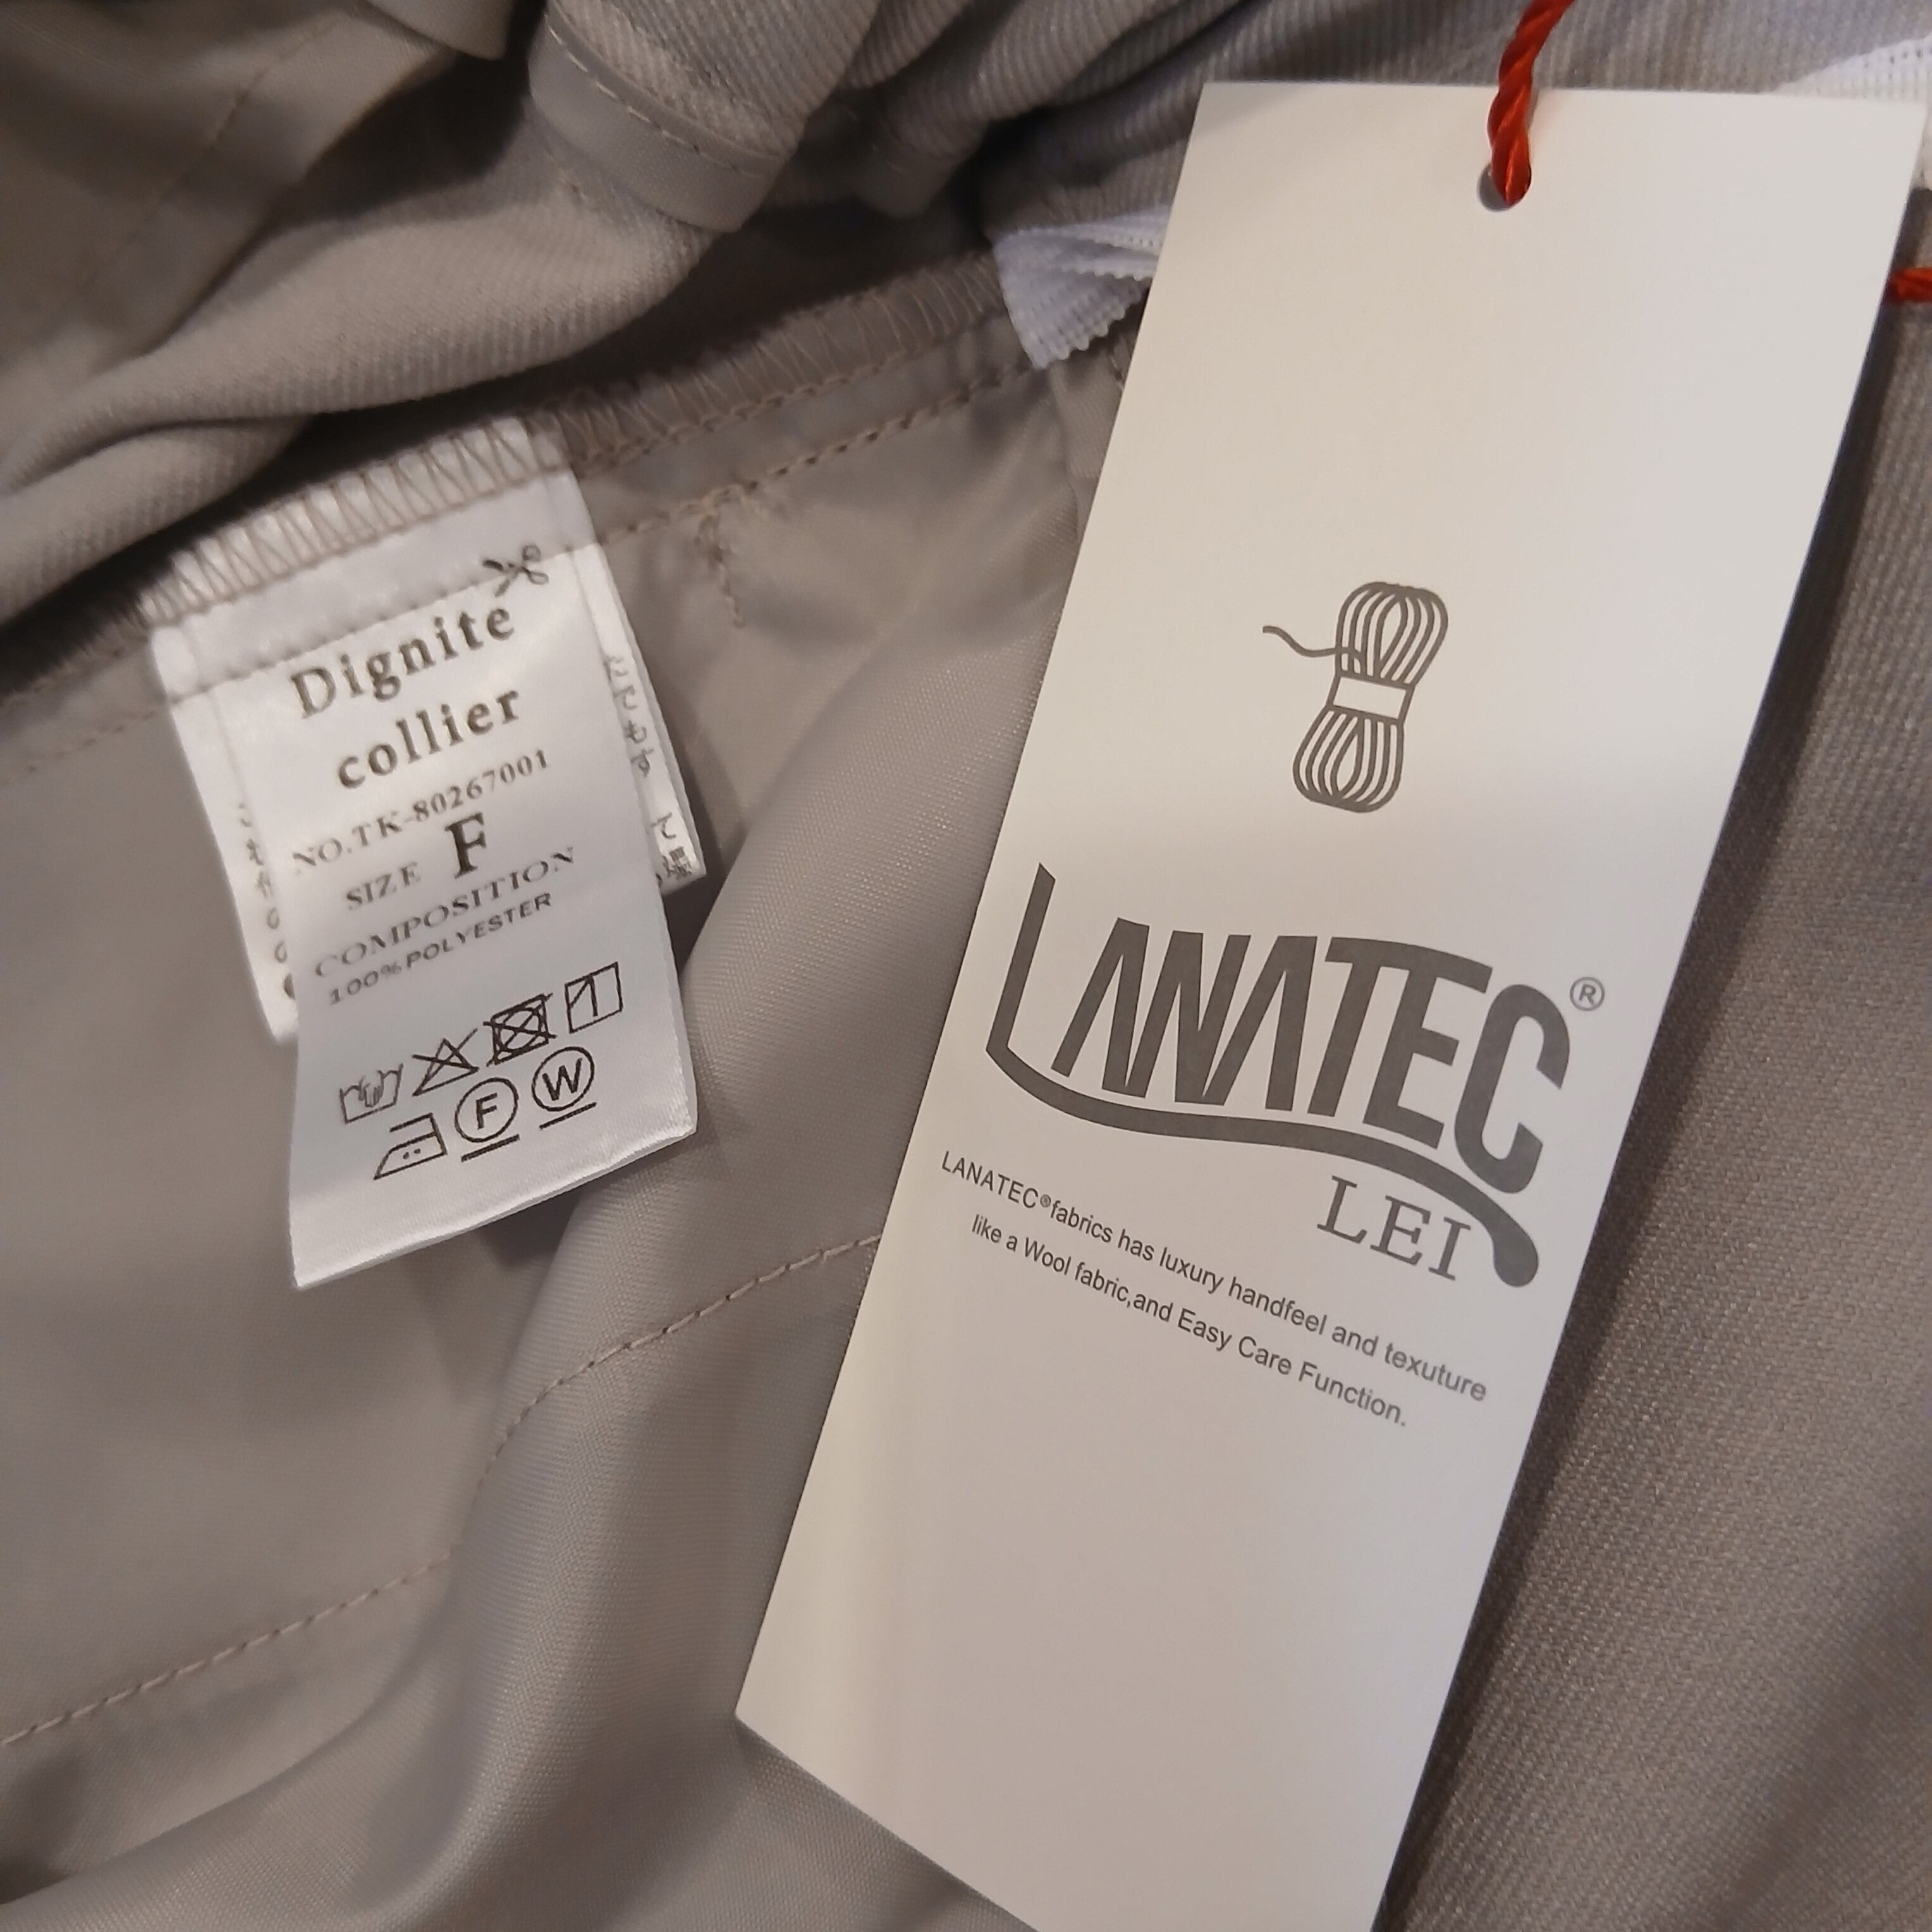 Dignite
collier
NO.TK-80267001
SIZE F
COMPOSITION
100%POLYESTER
F W
LANATEC®
LEI
LANATEC®fabrics has luxury handfeel and texuture
like a Wool fabric,and Easy Care Function.